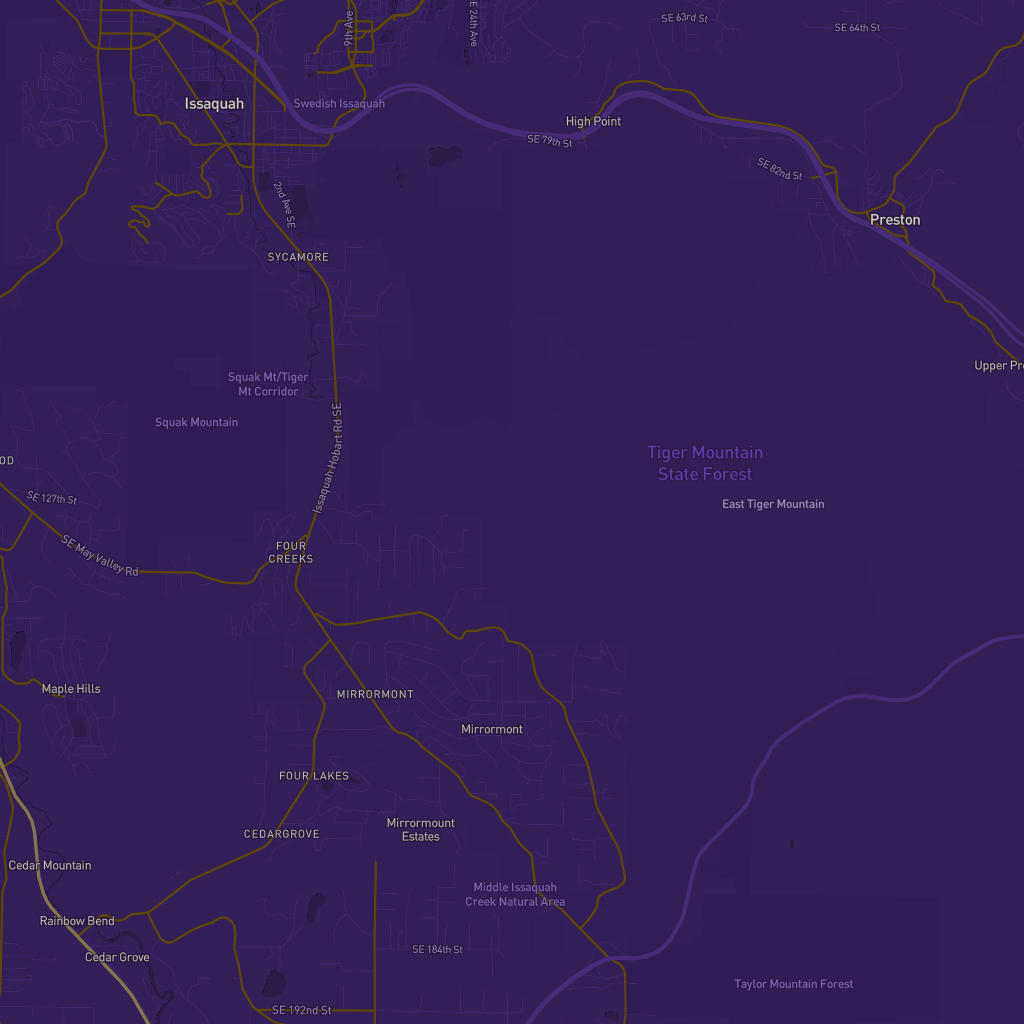 9th Ave
SE 24th Ave
SE 63rd St
SE 64th St
Issaquah
Swedish Issaquah
High Point
SE 79th St
SE 82nd St
2nd Ave SE
Preston
SYCAMORE
Upper Pre
Squak Mt/Tiger
Mt Corridor
Squak Mountain
Issaquah-Hobart Rd SE
Tiger Mountain
State Forest
OD
SE 127th St
East Tiger Mountain
SE May Valley Rd
FOUR
CREEKS
Maple Hills
MIRRORMONT
Mirrormont
FOUR LAKES
Mirrormount
Estates
CEDARGROVE
Cedar Mountain
Middle Issaquah
Creek Natural Area
Rainbow Bend
SE 184th St
Cedar Grove
Taylor Mountain Forest
SE 192nd St